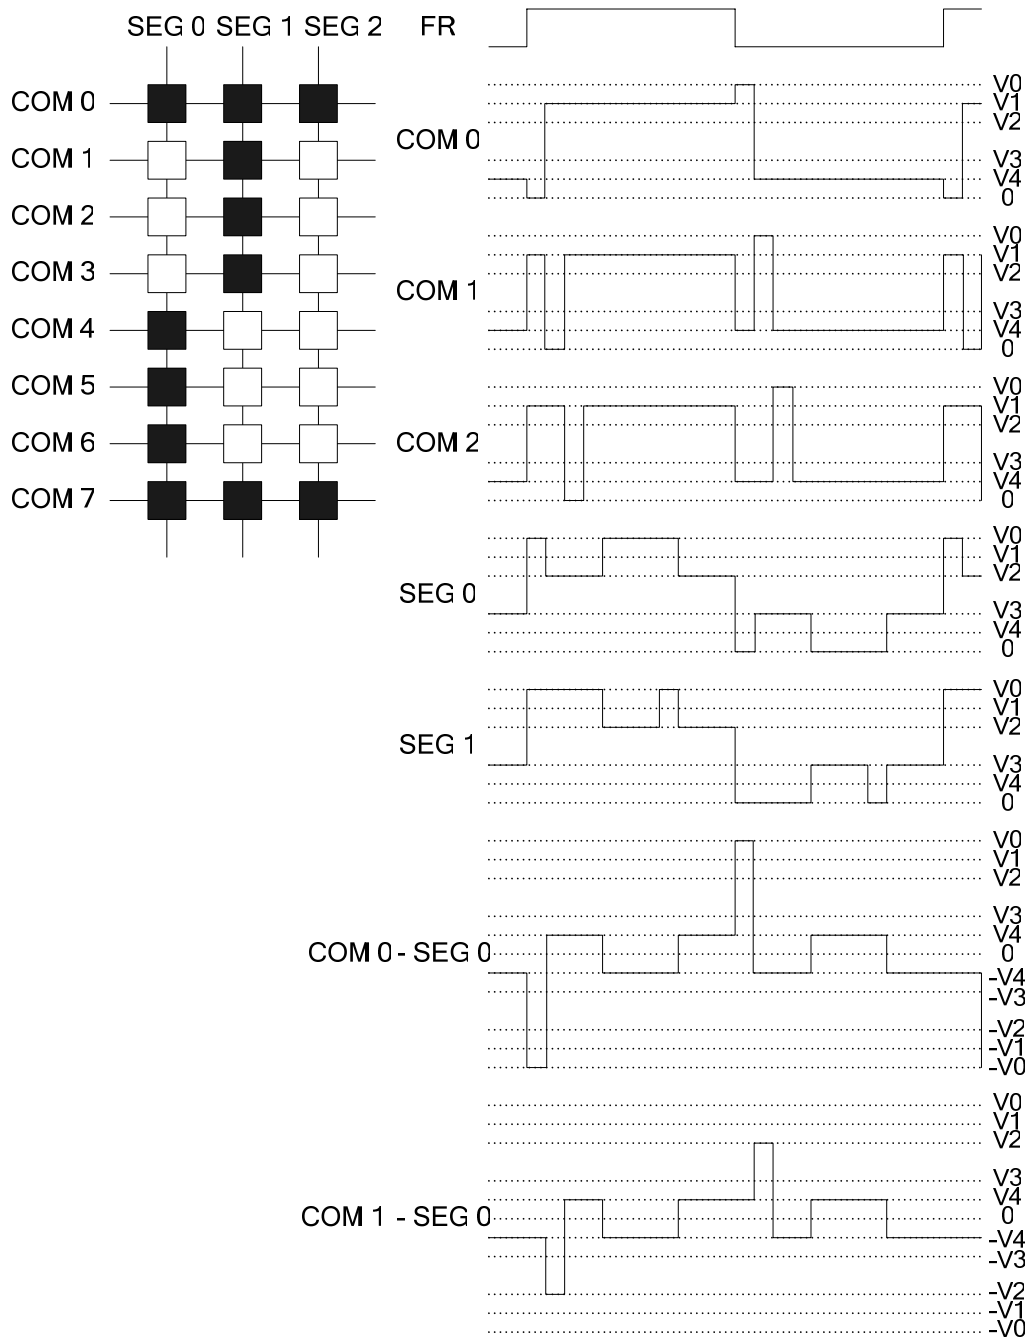 SEG 0 SEG 1 SEG 2 FR
COM 0
COM 1
COM 2
COM 3
COM 4
COM 5
COM 6
COM 7
COM 0
V0
V1
V2
V3
V4
0
COM 1
V0
V1
V2
V3
V4
0
COM 2
V0
V1
V2
V3
V4
0
SEG 0
V0
V1
V2
V3
V4
0
SEG 1
V0
V1
V2
V3
V4
0
COM 0 - SEG 0
V0
V1
V2
V3
V4
0
-V4
-V3
-V2
-V1
-V0
COM 1 - SEG 0
V0
V1
V2
V3
V4
0
-V4
-V3
-V2
-V1
-V0